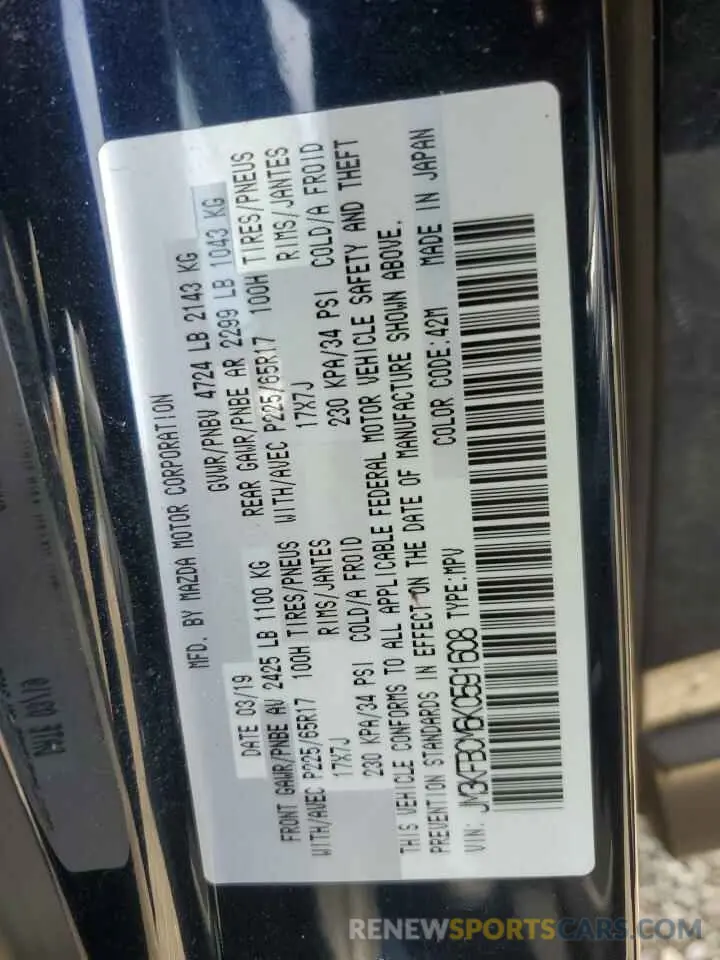 MFD. BY MAZDA MOTOR CORPORATION
DATE 03/19 GVWR/PNBV 4724 LB 2143 KG
FRONT GAWR/PNBE AV 2425 LB 1100 KG REAR GAWR/PNBE AR 2299 LB 1043 KG
WITH/AVEC P225/65R17 100H TIRES/PNEUS WITH/AVEC P225/65R17 100H TIRES/PNEUS
17X7J RIMS/JANTES 17X7J RIMS/JANTES
230 KPA/34 PSI COLD/A FROID 230 KPA/34 PSI COLD/A FROID
THIS VEHICLE CONFORMS TO ALL APPLICABLE FEDERAL MOTOR VEHICLE SAFETY AND THEFT
PREVENTION STANDARDS IN EFFECT ON THE DATE OF MANUFACTURE SHOWN ABOVE.
COLOR CODE:42M MADE IN JAPAN
VIN: JM3KFBCM6K0591608 TYPE:MPV
RENEWSPORTSCARS.COM